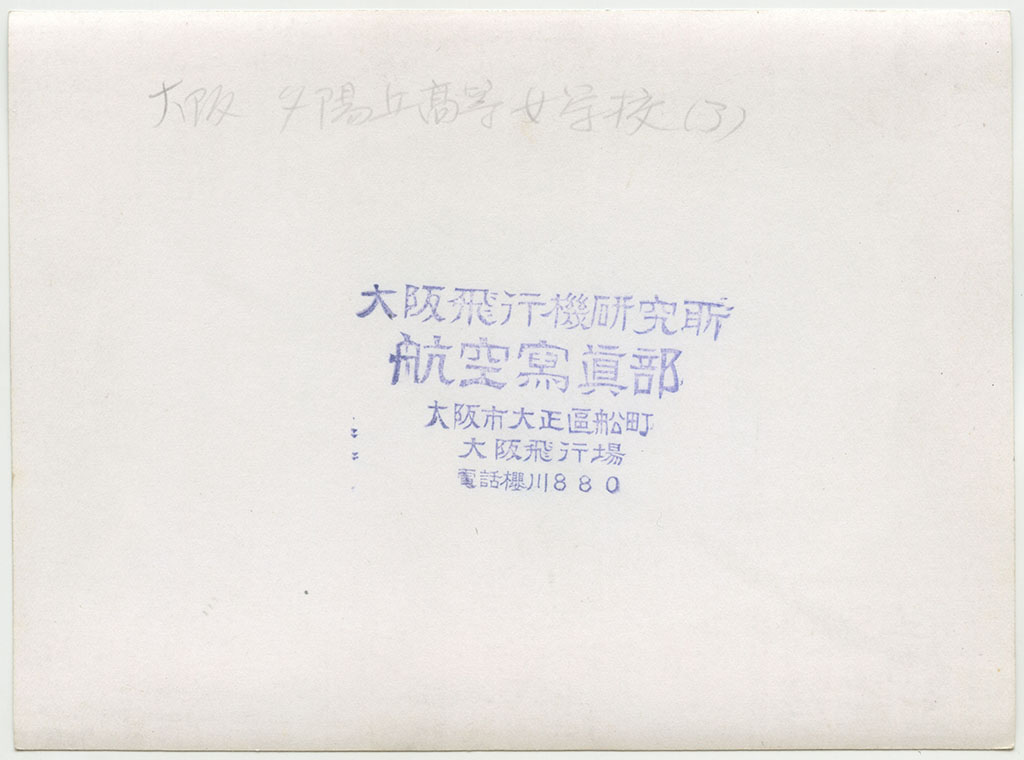 大阪 夕陽丘高等女学校(3)
大阪飛行機研究所
航空寫眞部
大阪市大正區船町
大阪飛行場
電話櫻川880